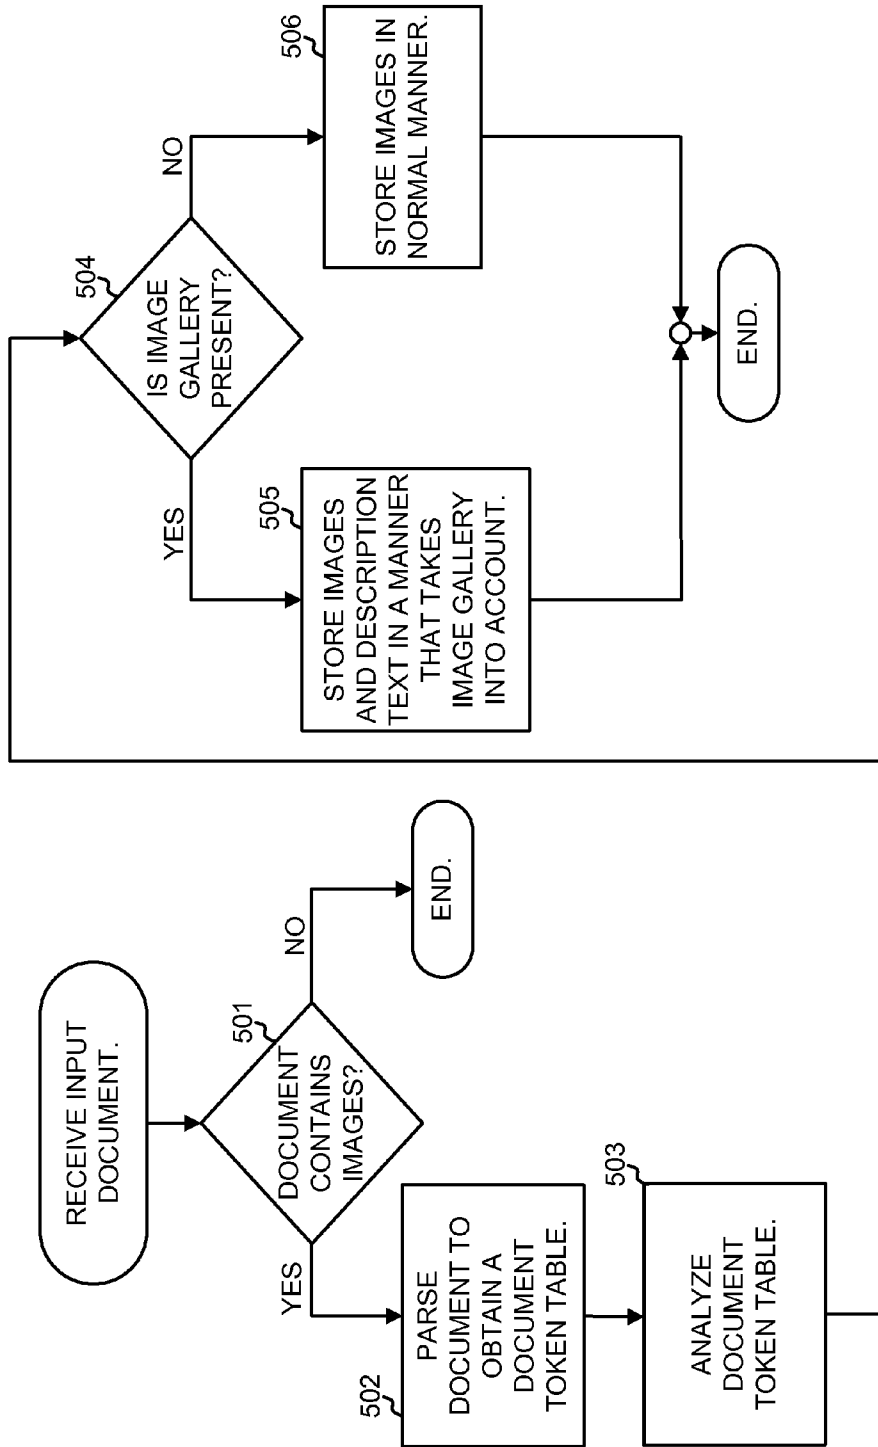 RECEIVE INPUT
DOCUMENT.
501
DOCUMENT
CONTAINS
IMAGES?
YES
NO
END.
502
PARSE
DOCUMENT TO
OBTAIN A
DOCUMENT
TOKEN TABLE.
503
ANALYZE
DOCUMENT
TOKEN TABLE.
504
IS IMAGE
GALLERY
PRESENT?
YES
NO
505
STORE IMAGES
AND DESCRIPTION
TEXT IN A MANNER
THAT TAKES
IMAGE GALLERY
INTO ACCOUNT.
506
STORE IMAGES IN
NORMAL MANNER.
END.